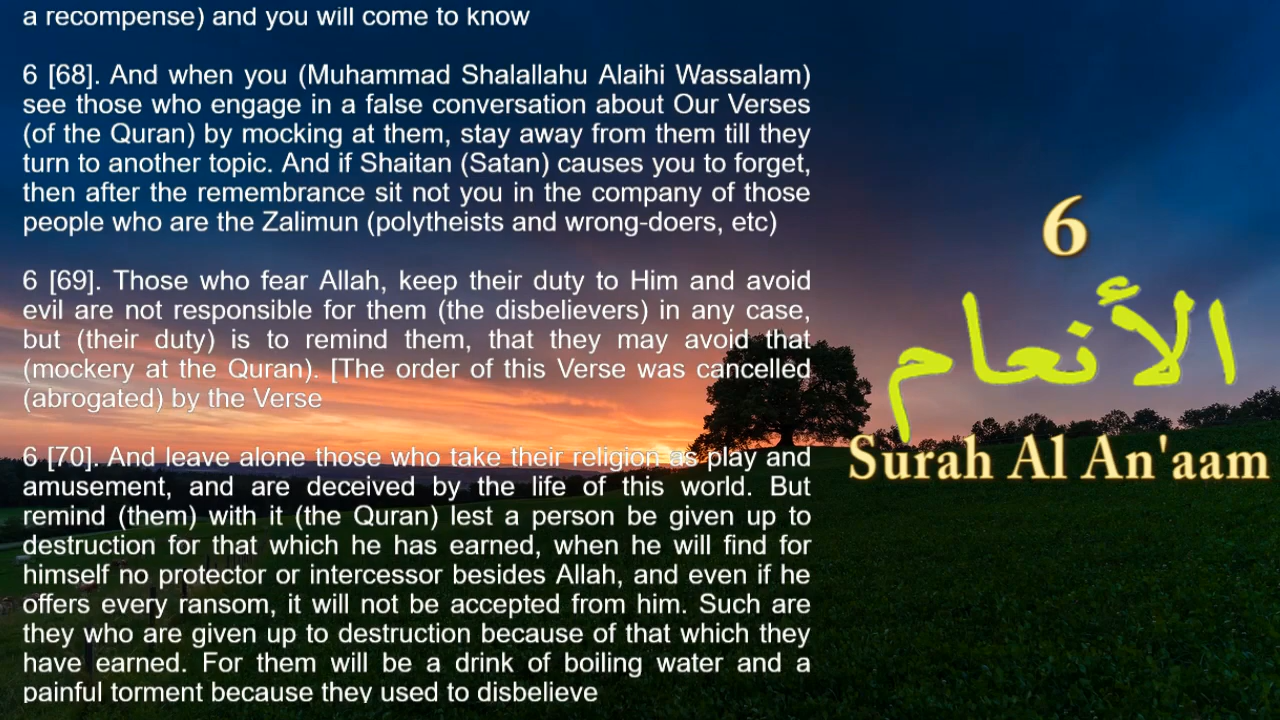 a recompense) and you will come to know
6 [68]. And when you (Muhammad Shalallahu Alaihi Wassalam)
see those who engage in a false conversation about Our Verses
(of the Quran) by mocking at them, stay away from them till they
turn to another topic. And if Shaitan (Satan) causes you to forget,
then after the remembrance sit not you in the company of those
people who are the Zalimun (polytheists and wrong-doers, etc)
6 [69]. Those who fear Allah, keep their duty to Him and avoid
evil are not responsible for them (the disbelievers) in any case,
but (their duty) is to remind them, that they may avoid that
(mockery at the Quran). [The order of this Verse was cancelled
(abrogated) by the Verse
6 [70]. And leave alone those who take their religion as play and
amusement, and are deceived by the life of this world. But
remind (them) with it (the Quran) lest a person be given up to
destruction for that which he has earned, when he will find for
himself no protector or intercessor besides Allah, and even if he
offers every ransom, it will not be accepted from him. Such are
they who are given up to destruction because of that which they
have earned. For them will be a drink of boiling water and a
painful torment because they used to disbelieve
6
الأنعام
Surah Al An'aam